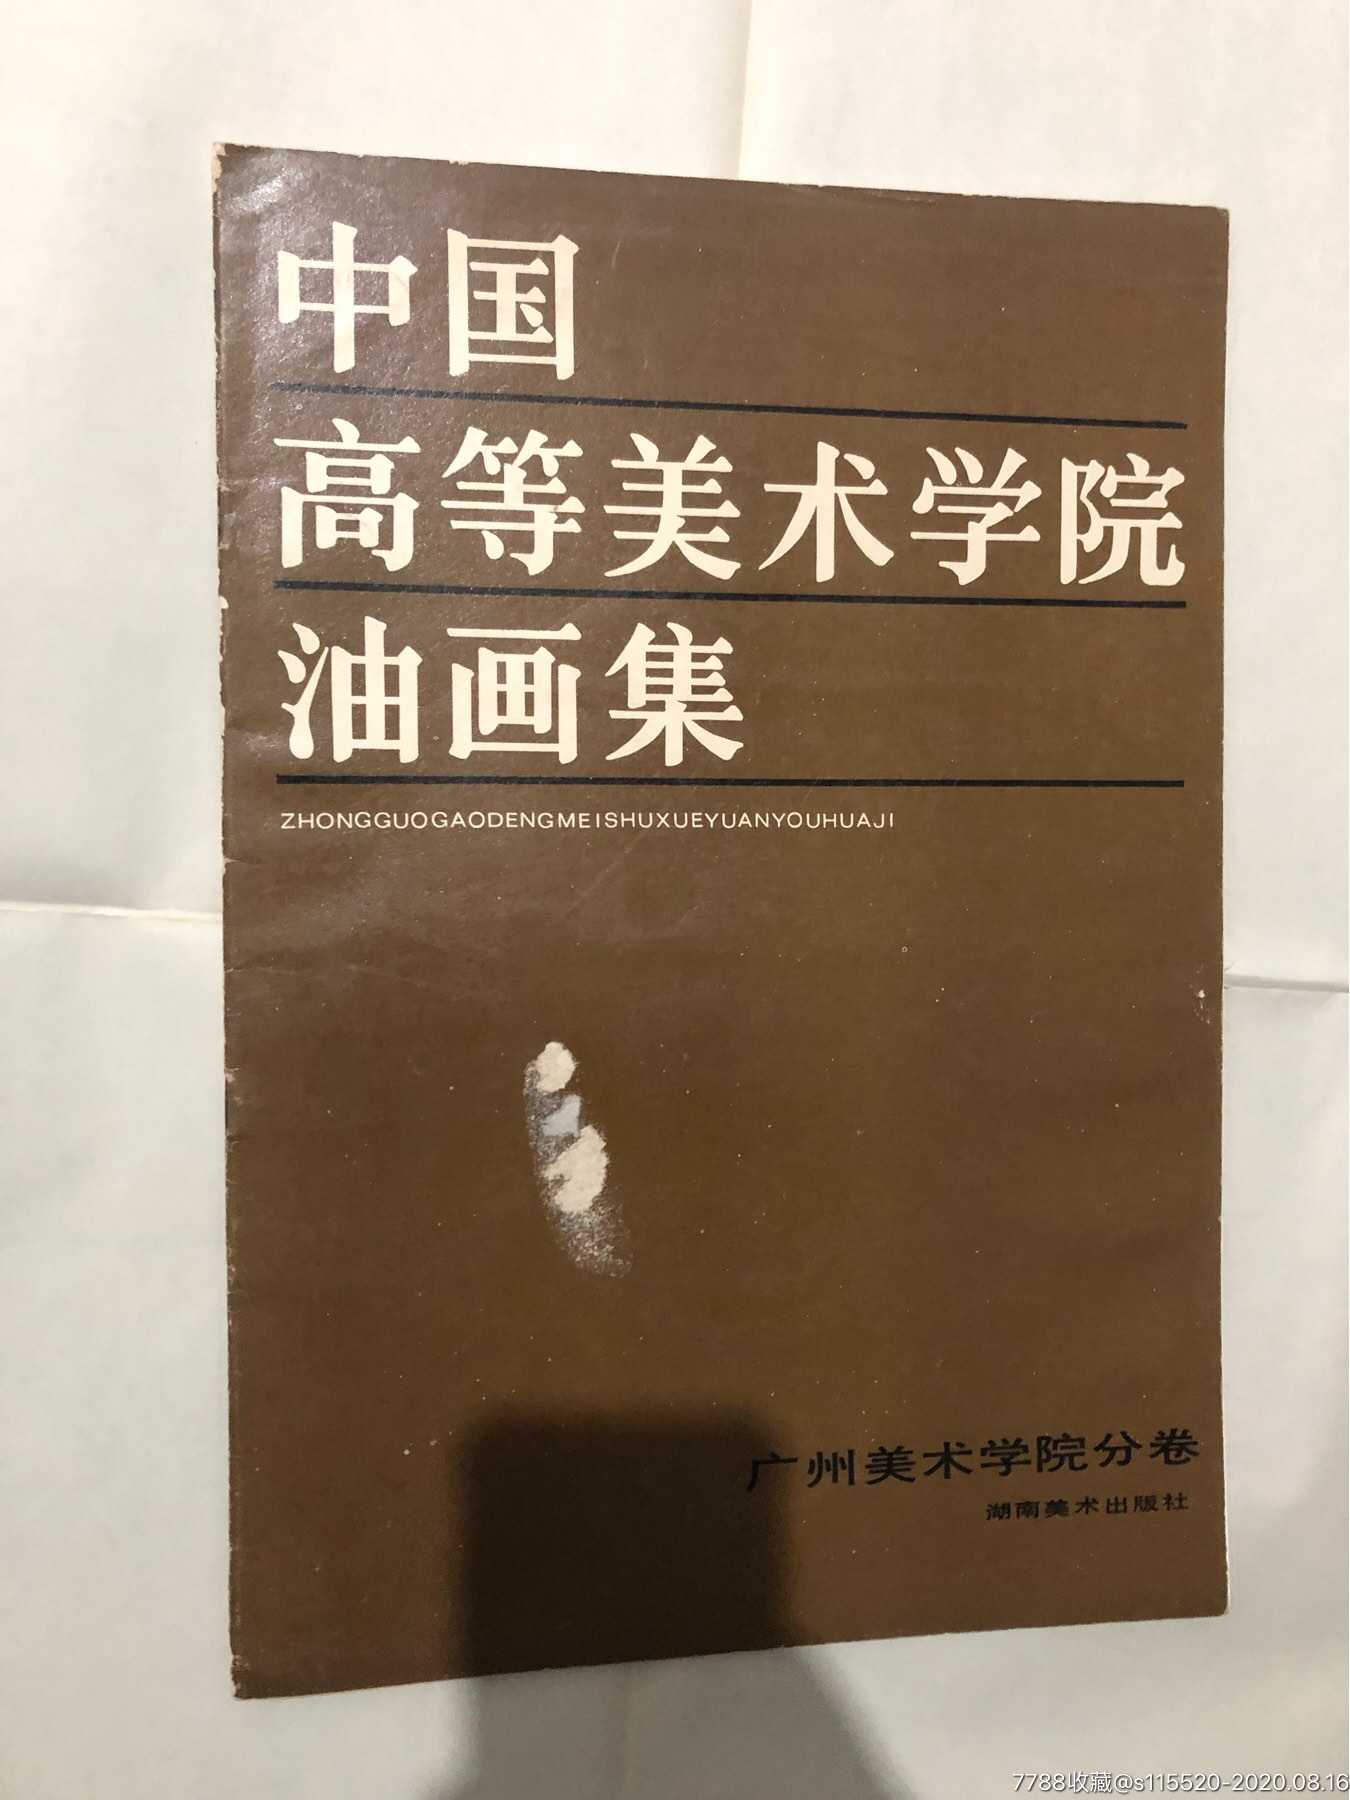 中国
高等美术学院
油画集
ZHONGGUOGAODENGMEISHUXUEYUANYOUHUAJI
广州美术学院分卷
湖南美术出版社
7788收藏@s115520-2020.08.16